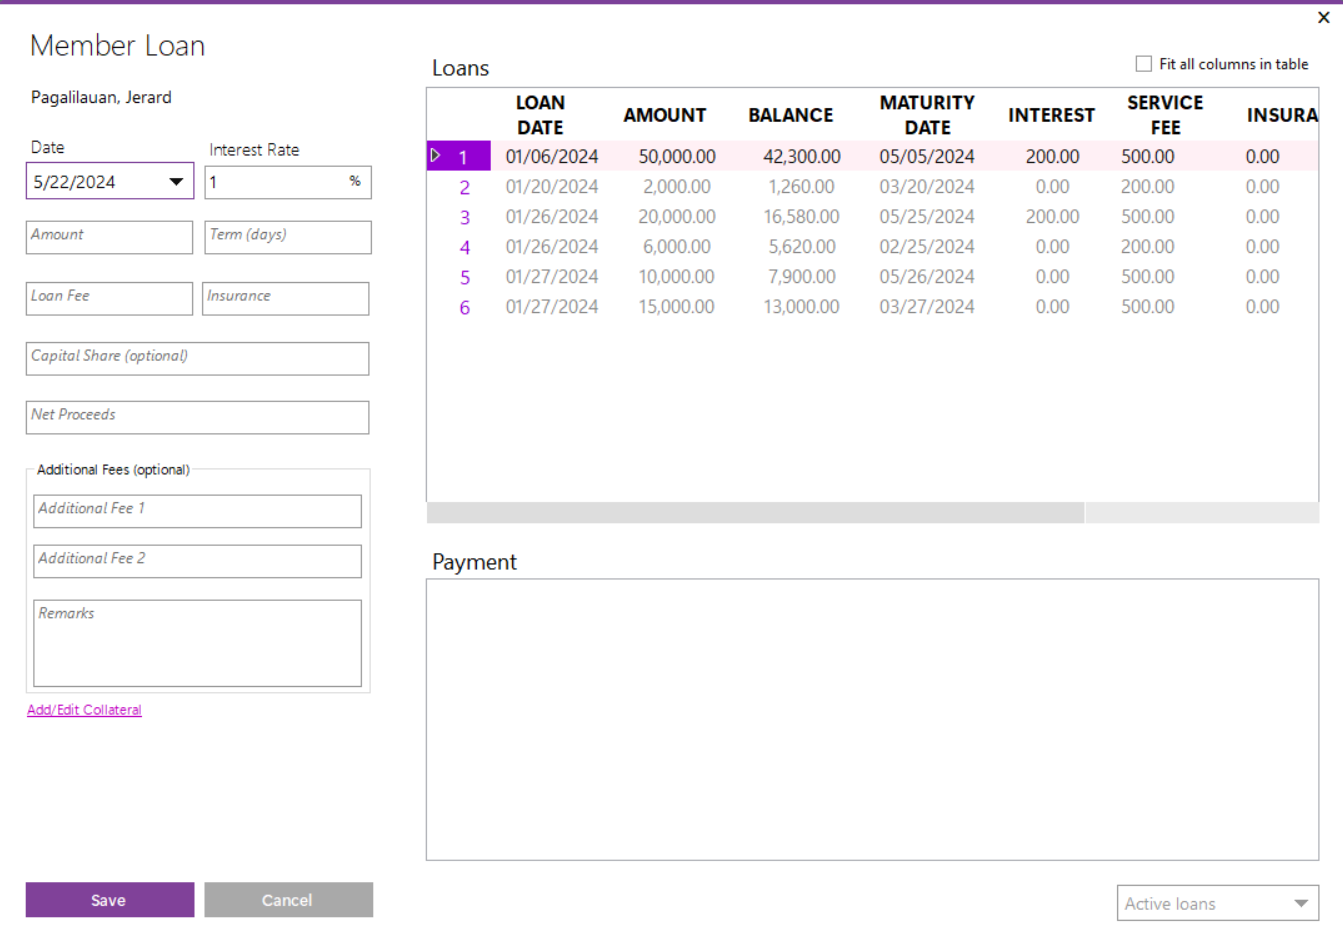 Member Loan
Pagalilauan, Jerard
Date
Interest Rate
5/22/2024
1 %
Amount
Term (days)
Loan Fee
Insurance
Capital Share (optional)
Net Proceeds
Additional Fees (optional)
Additional Fee 1
Additional Fee 2
Remarks
Add/Edit Collateral
Save
Cancel
x
Loans
Fit all columns in table
LOAN DATE AMOUNT BALANCE MATURITY DATE INTEREST SERVICE FEE INSURA
1 01/06/2024 50,000.00 42,300.00 05/05/2024 200.00 500.00 0.00
2 01/20/2024 2,000.00 1,260.00 03/20/2024 0.00 200.00 0.00
3 01/26/2024 20,000.00 16,580.00 05/25/2024 200.00 500.00 0.00
4 01/26/2024 6,000.00 5,620.00 02/25/2024 0.00 200.00 0.00
5 01/27/2024 10,000.00 7,900.00 05/26/2024 0.00 500.00 0.00
6 01/27/2024 15,000.00 13,000.00 03/27/2024 0.00 500.00 0.00
Payment
Active loans